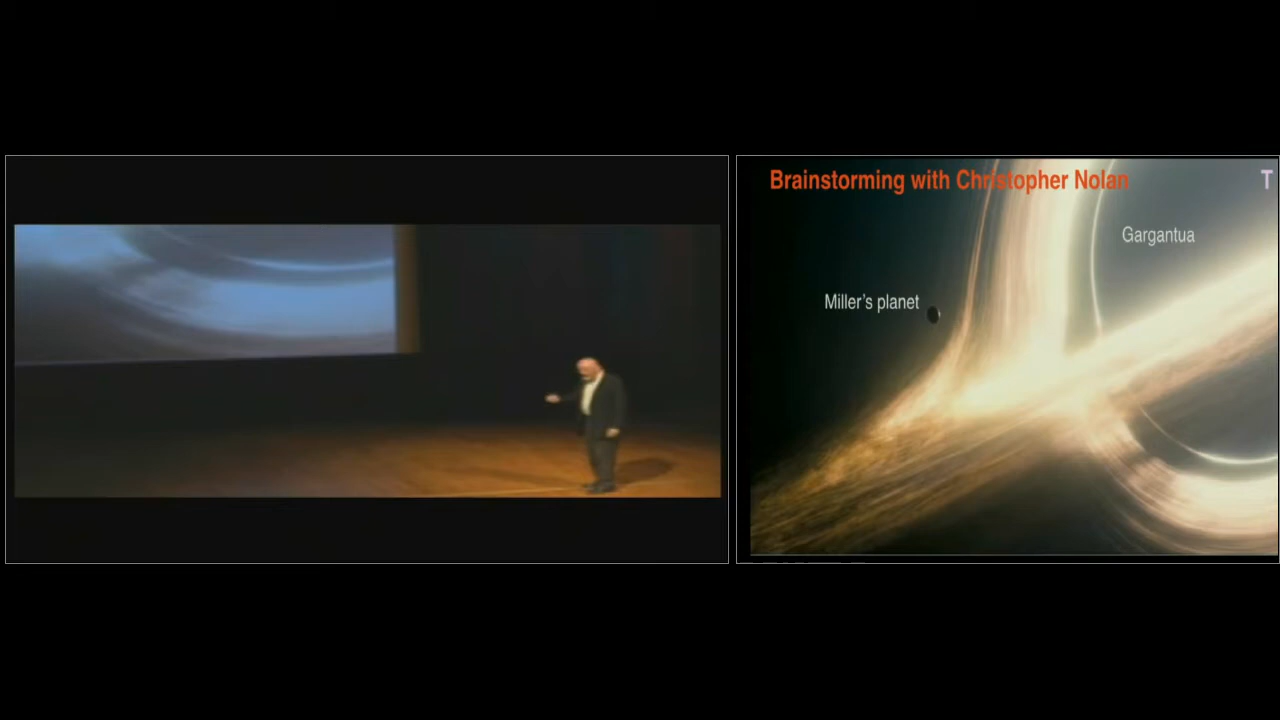 Brainstorming with Christopher Nolan
T
Gargantua
Miller's planet